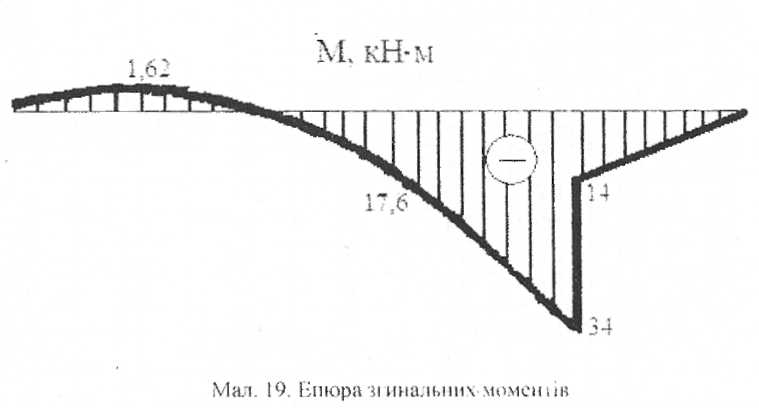 М, кН·м
1,62
17,6
14
34
Мал. 19. Епюра згинальних моментів